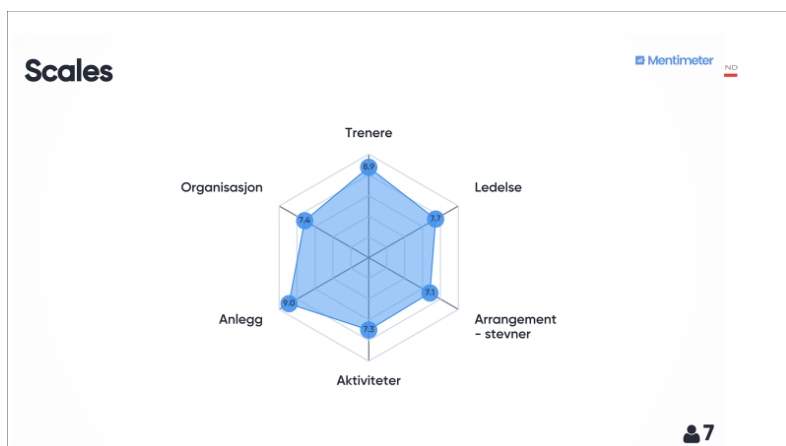 Scales
Mentimeter
ND
Trenere
8.9
Organisasjon
Ledelse
7.4
7.7
9.0
7.1
Anlegg
Arrangement
- stevner
7.3
Aktiviteter
7